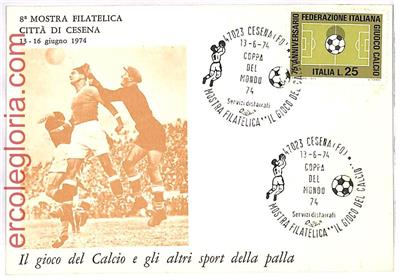 8ª MOSTRA FILATELICA
CITTÀ DI CESENA
13 - 16 giugno 1974
75° ANNIVERSARIO
FEDERAZIONE ITALIANA
GIUOCO CALCIO
ITALIA L.25
47023 CESENA (FO)
13-6-74
COPPA
DEL
MONDO
74
Servizi distaccati
MOSTRA FILATELICA " IL GIOCO DEL CALCIO"
47023 CESENA (FO)
13-6-74
COPPA
DEL
MONDO
74
Servizi distaccati
MOSTRA FILATELICA " IL GIOCO DEL CALCIO"
Il gioco del Calcio e gli altri sport della palla
ercolegloria.com